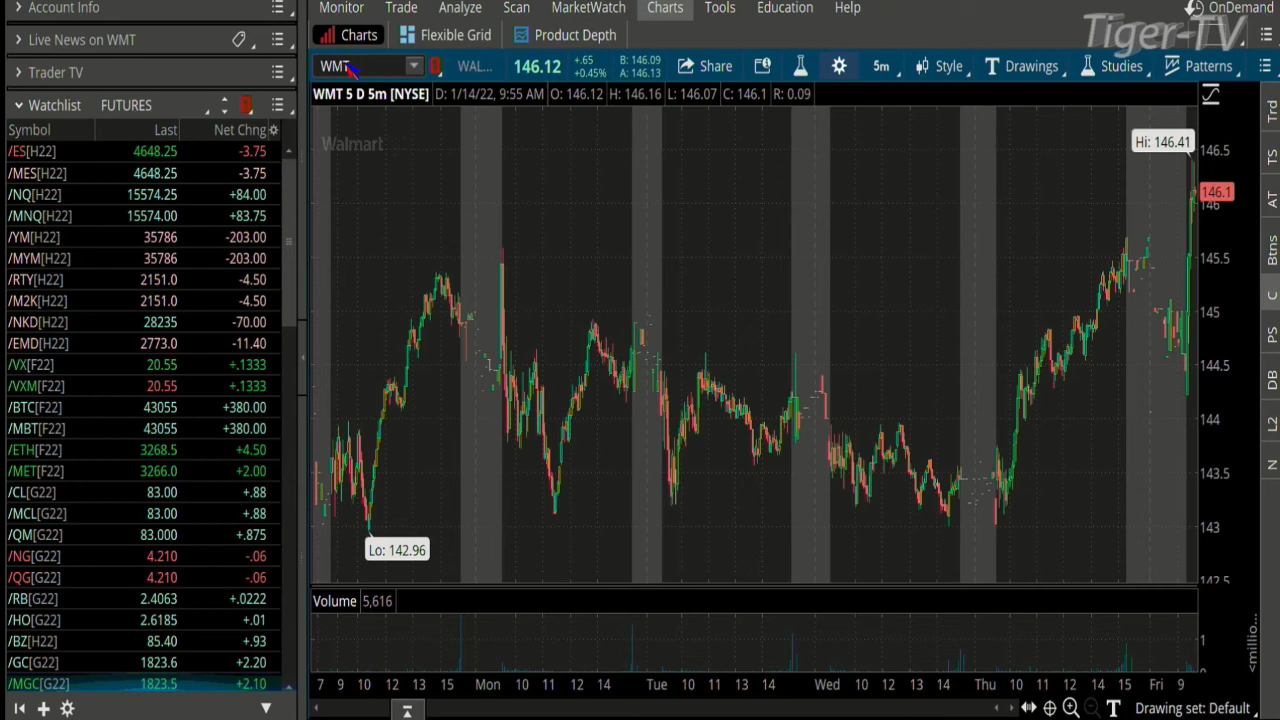 Account Info
Monitor Trade Analyze Scan MarketWatch Charts Tools Education Help OnDemand
Tiger-TV
Live News on WMT
Charts Flexible Grid Product Depth
Trader TV
WMT WAL... 146.12 +.65 +0.45% B: 146.09 A: 146.13 Share 5m Style Drawings Studies Patterns
Watchlist FUTURES
WMT 5 D 5m [NYSE] D: 1/14/22, 9:55 AM O: 146.12 H: 146.16 L: 146.07 C: 146.1 R: 0.09
Symbol Last Net Chng
/ES[H22] 4648.25 -3.75
/MES[H22] 4648.25 -3.75
/NQ[H22] 15574.25 +84.00
/MNQ[H22] 15574.00 +83.75
/YM[H22] 35786 -203.00
/MYM[H22] 35786 -203.00
/RTY[H22] 2151.0 -4.50
/M2K[H22] 2151.0 -4.50
/NKD[H22] 28235 -70.00
/EMD[H22] 2773.0 -11.40
/VX[F22] 20.55 +.1333
/VXM[F22] 20.55 +.1333
/BTC[F22] 43055 +380.00
/MBT[F22] 43055 +380.00
/ETH[F22] 3268.5 +4.50
/MET[F22] 3266.0 +2.00
/CL[G22] 83.00 +.88
/MCL[G22] 83.00 +.88
/QM[G22] 83.000 +.875
/NG[G22] 4.210 -.06
/QG[G22] 4.210 -.06
/RB[G22] 2.4063 +.0222
/HO[G22] 2.6185 +.01
/BZ[H22] 85.40 +.93
/GC[G22] 1823.6 +2.20
/MGC[G22] 1823.5 +2.10
Walmart
Hi: 146.41
Lo: 142.96
146.5
146.1
146
145.5
145
144.5
144
143.5
143
142.5
Volume 5,616
1
0
<millio...
7 9 10 12 13 15 Mon 10 11 12 14 Tue 10 11 13 14 Wed 10 12 13 14 Thu 10 11 12 14 15 Fri 9
Drawing set: Default
Trd
TS
AT
Btns
C
PS
DB
L2
N